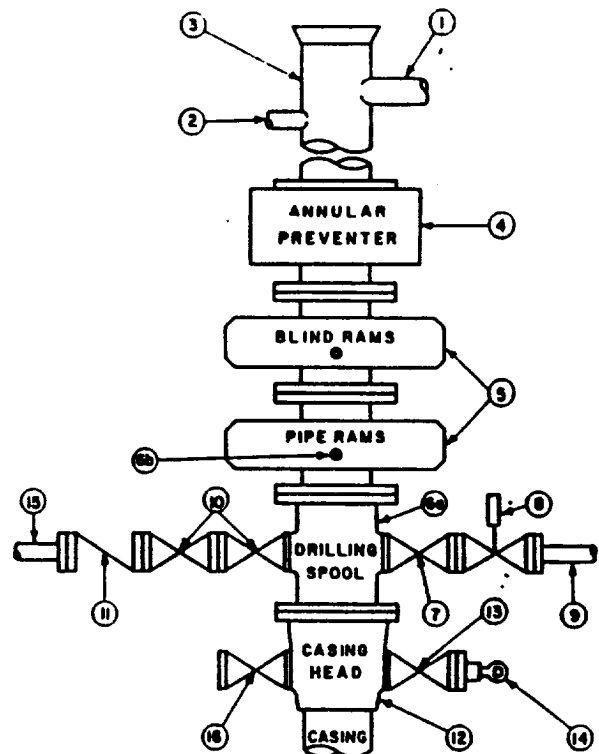 3
1
2
ANNULAR
PREVENTER
4
BLIND RAMS
5
PIPE RAMS
6b
15
10
6a
8
DRILLING
SPOOL
11
7
13
9
CASING
HEAD
16
12
14
CASING